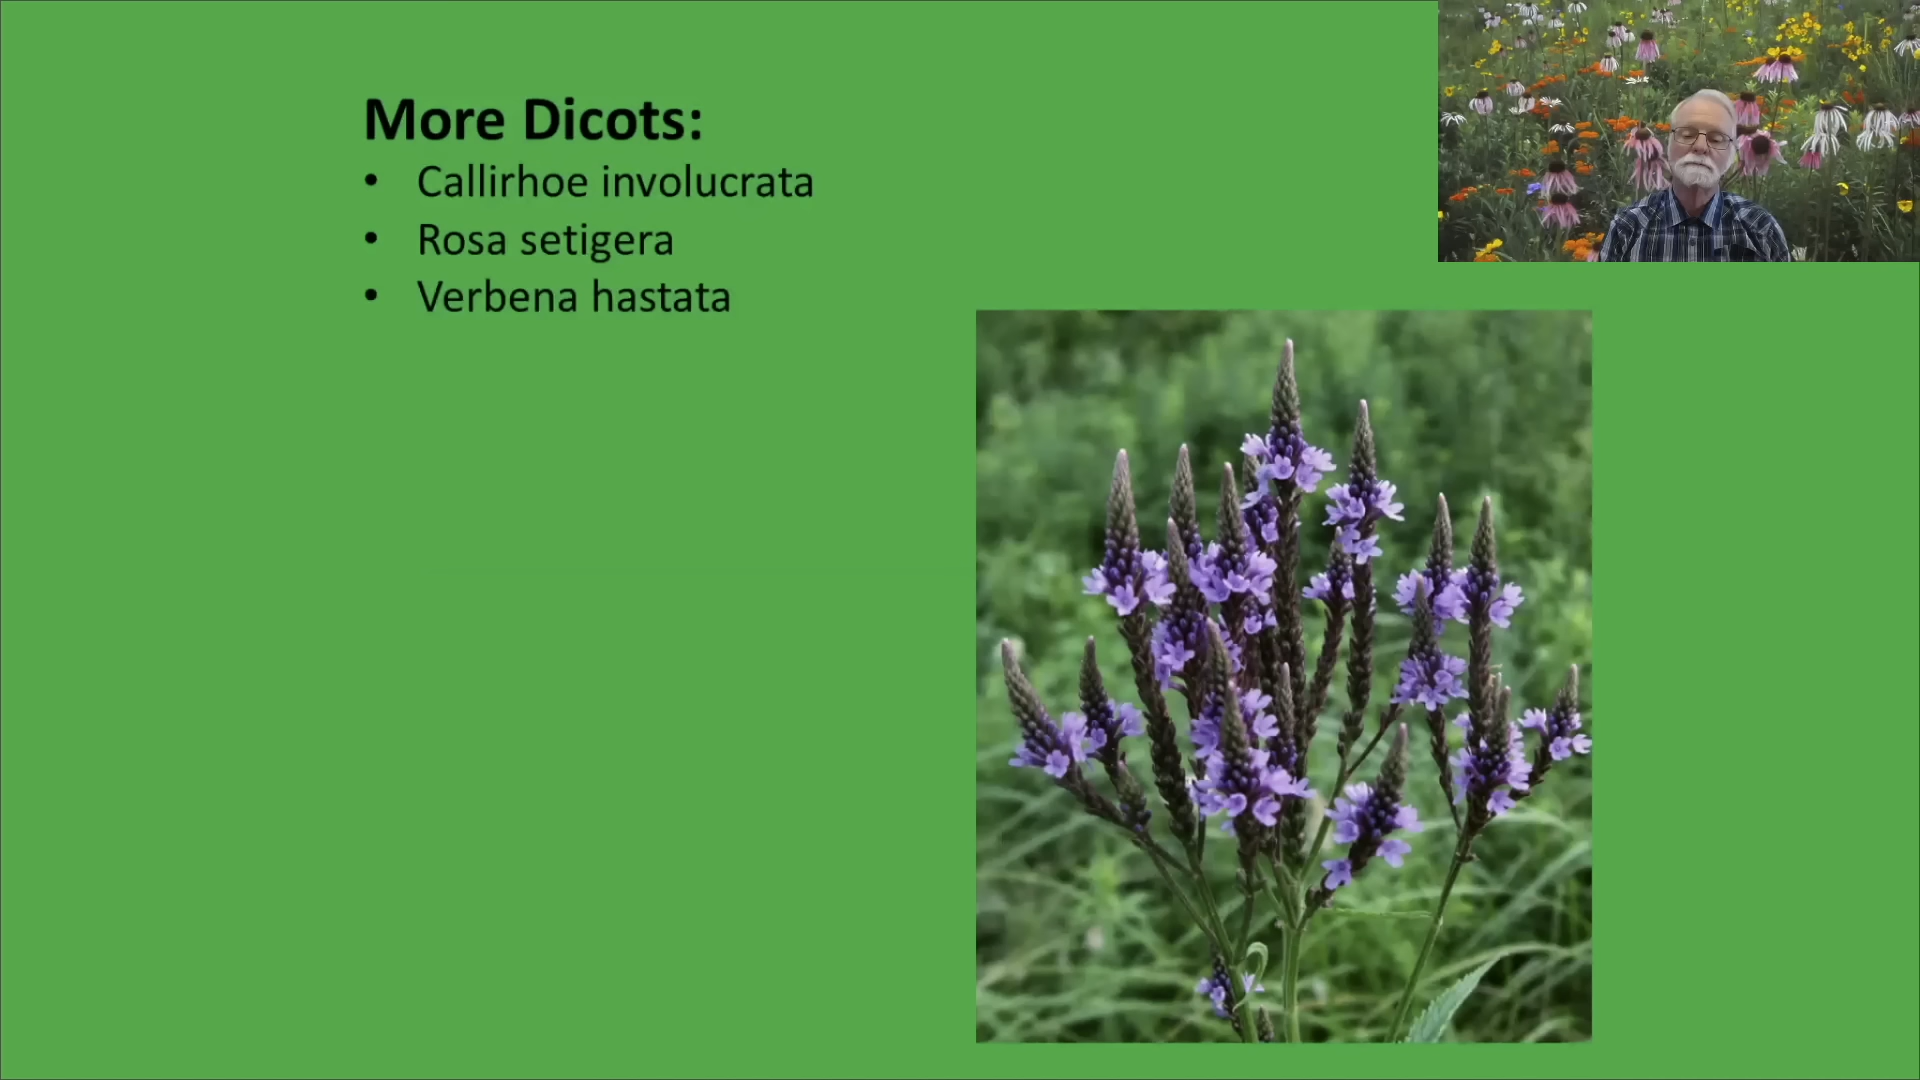 More Dicots:
• Callirhoe involucrata
• Rosa setigera
• Verbena hastata